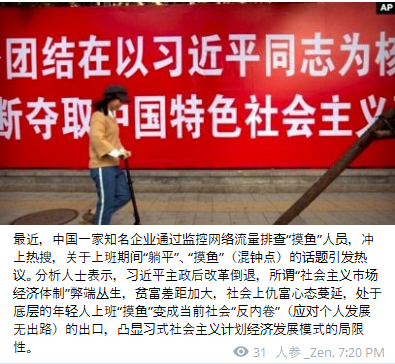 AP
团结在以习近平同志为核
断夺取中国特色社会主义
最近，中国一家知名企业通过监控网络流量排查“摸鱼”人员，冲
上热搜，关于上班期间“躺平”、“摸鱼”（混钟点）的话题引发热
议。分析人士表示，习近平主政后改革倒退，所谓“社会主义市场
经济体制”弊端丛生，贫富差距加大，社会上仇富心态蔓延，处于
底层的年轻人上班“摸鱼”变成当前社会“反内卷”（应对个人发展
无出路）的出口，凸显习式社会主义计划经济发展模式的局限
性。
31 人参 _Zen, 7:20 PM